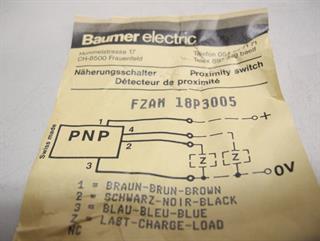 Baumer electric
Hummelstrasse 17
CH-8500 Frauenfeld
Telefon
Näherungsschalter Proximity switch
Détecteur de proximité
FZAM 18P3005
1
+
PNP
4
2
Z
Z
3
0V
Swiss made
1 = BRAUN-BRUN-BROWN
2 = SCHWARZ-NOIR-BLACK
3 = BLAU-BLEU-BLUE
Z = LAST-CHARGE-LOAD
NC